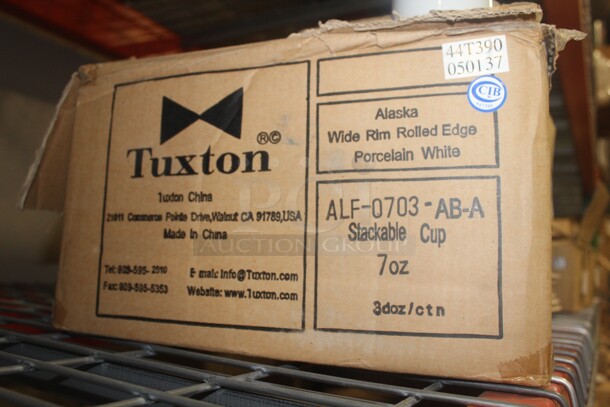 44T390
050137
CIB
Tuxton
®©
Tuxton China
21011 Commerce Pointe Drive,Walnut CA 91789,USA
Made in China
Tel: 909-595-2510
Fax: 909-595-5353
E-mail: info@Tuxton.com
Website: www.Tuxton.com
Alaska
Wide Rim Rolled Edge
Porcelain White
ALF-0703-AB-A
Stackable Cup
7oz
3doz/ctn
AUCTION GROUP